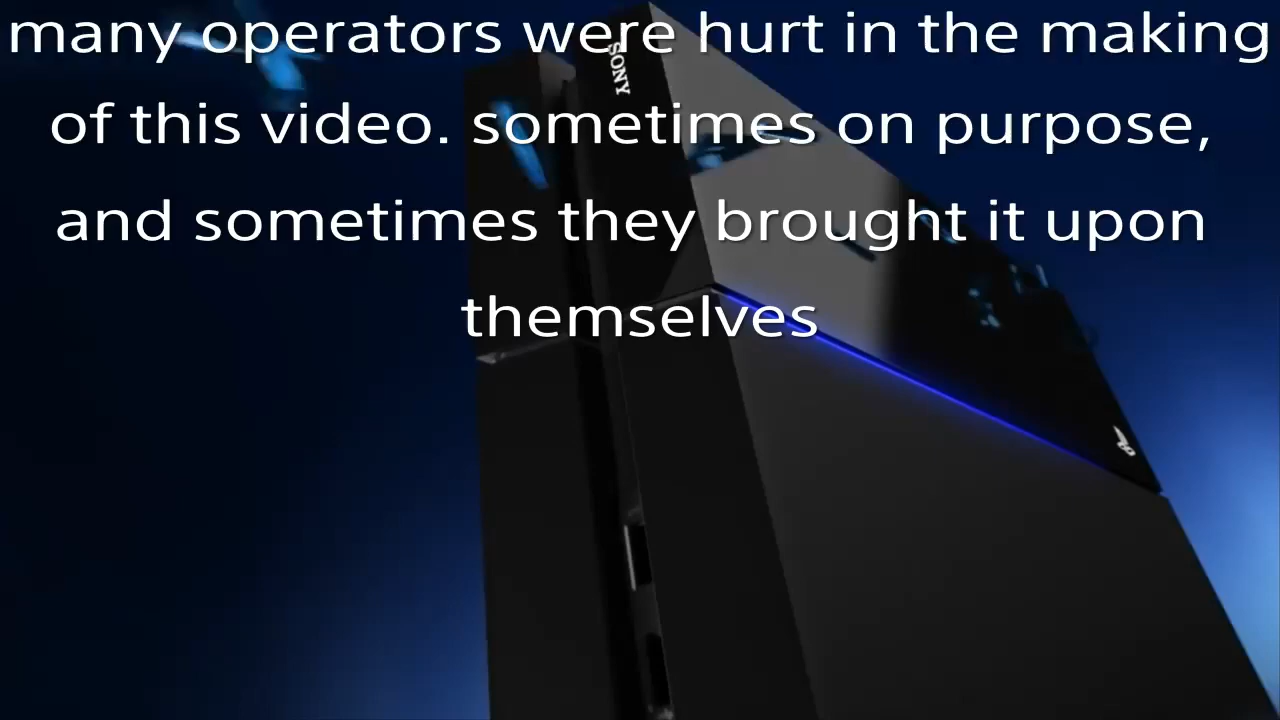 many operators were hurt in the making
of this video. sometimes on purpose,
and sometimes they brought it upon
themselves
SONY